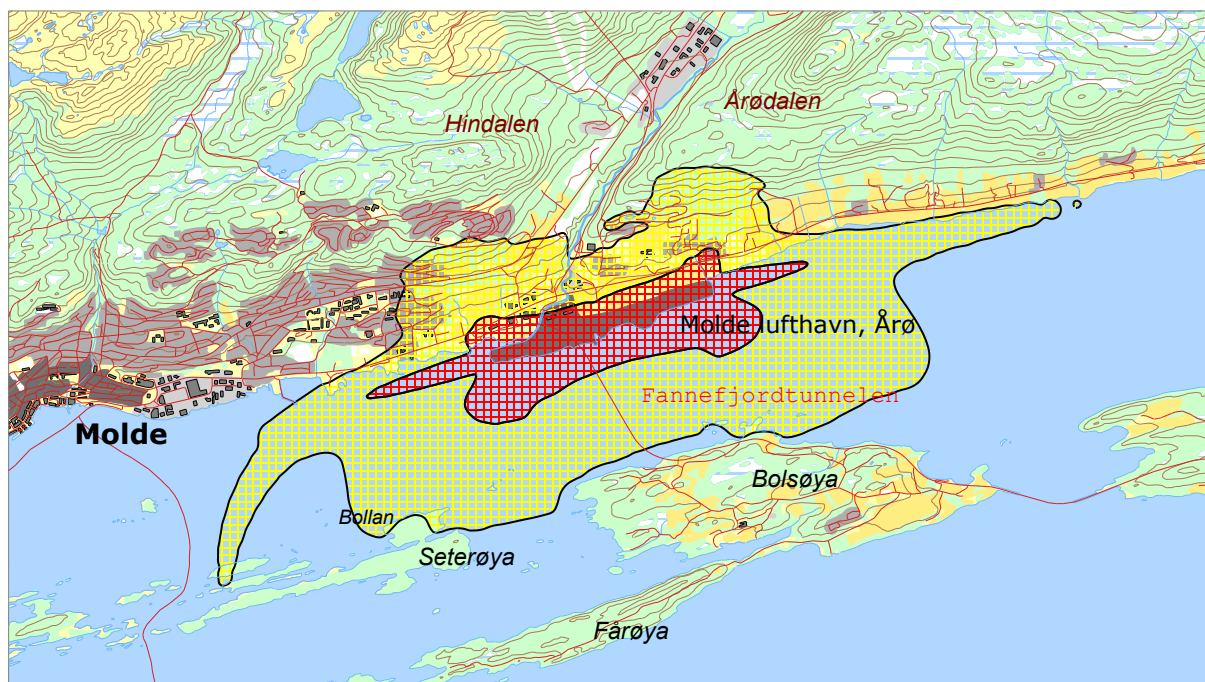 Årødalen
Hindalen
Molde lufthavn, Årø
Fannefjordtunnelen
Molde
Bolsøya
Bollan
Seterøya
Fårøya